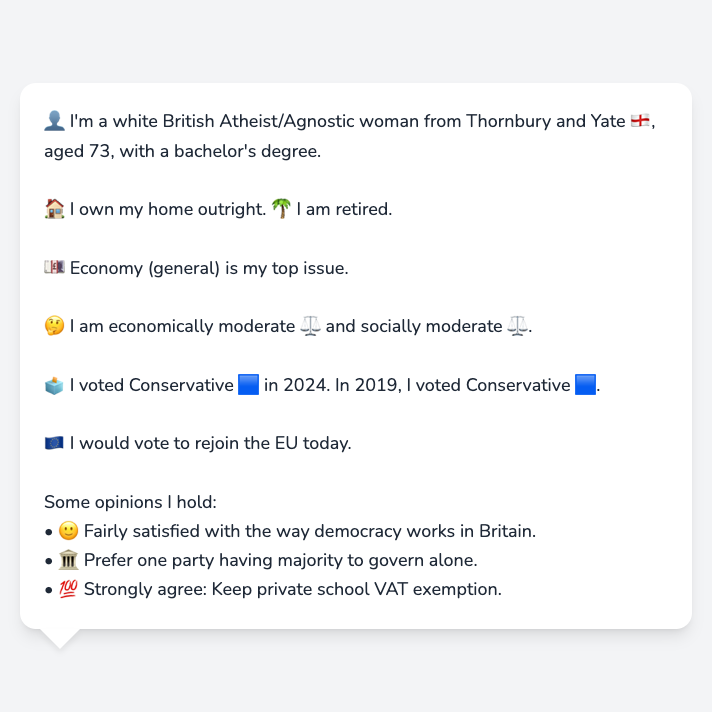 👤 I'm a white British Atheist/Agnostic woman from Thornbury and Yate 🏴󠁧󠁢󠁥󠁮󠁧󠁿,
aged 73, with a bachelor's degree.
🏠 I own my home outright. 🌴 I am retired.
💷 Economy (general) is my top issue.
🤔 I am economically moderate ⚖️ and socially moderate ⚖️.
🗳️ I voted Conservative 🟦 in 2024. In 2019, I voted Conservative 🟦.
🇪🇺 I would vote to rejoin the EU today.
Some opinions I hold:
• 🙂 Fairly satisfied with the way democracy works in Britain.
• 🏛️ Prefer one party having majority to govern alone.
• 💯 Strongly agree: Keep private school VAT exemption.